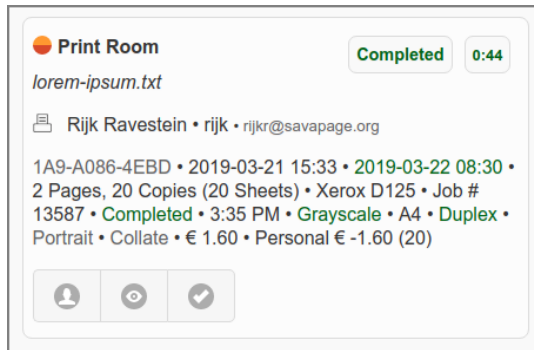 Print Room
Completed
0:44
lorem-ipsum.txt
Rijk Ravestein • rijk • rijkr@savapage.org
1A9-A086-4EBD • 2019-03-21 15:33 • 2019-03-22 08:30 •
2 Pages, 20 Copies (20 Sheets) • Xerox D125 • Job #
13587 • Completed • 3:35 PM • Grayscale • A4 • Duplex •
Portrait • Collate • € 1.60 • Personal € -1.60 (20)